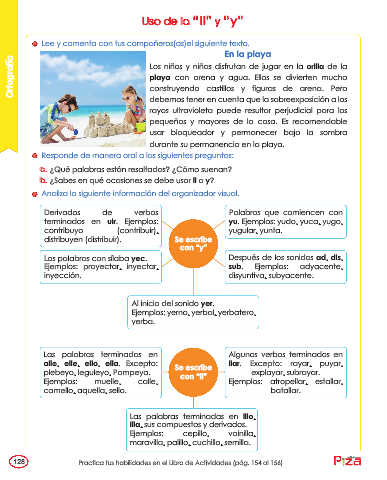 Uso de la "ll" y "y"
Ortografía
Lee y comenta con tus compañeros(as)el siguiente texto.
En la playa
Los niños y niñas disfrutan de jugar en la orilla de la
playa con arena y agua. Ellos se divierten mucho
construyendo castillos y figuras de arena. Pero
debemos tener en cuenta que la sobreexposición a los
rayos ultravioleta puede resultar perjudicial para los
pequeños y mayores de la casa. Es recomendable
usar bloqueador y permanecer bajo la sombra
durante su permanencia en la playa.
Responde de manera oral a las siguientes preguntas:
a. ¿Qué palabras están resaltadas? ¿Cómo suenan?
b. ¿Sabes en qué ocasiones se debe usar ll o y?
Analiza la siguiente información del organizador visual.
Derivados de verbos
terminados en uir. Ejemplos:
contribuyo (contribuir),
distribuyen (distribuir).
Palabras que comiencen con
yu. Ejemplos: yudo, yuca, yugo,
yugular, yunta.
Se escribe
con "y"
Las palabras con sílaba yec.
Ejemplos: proyectar, inyectar,
inyección.
Después de los sonidos ad, dis,
sub. Ejemplos: adyacente,
disyuntiva, subyacente.
Al inicio del sonido yer.
Ejemplos: yerno, yerbal, yerbatero,
yerba.
Las palabras terminadas en
alle, elle, ello, ella. Excepto:
plebeyo, leguleyo, Pompeya.
Ejemplos: muelle, calle,
camello, aquella, sello.
Se escribe
con "ll"
Algunos verbos terminados en
llar. Excepto: rayar, puyar,
explayar, subrayar.
Ejemplos: atropellar, estallar,
batallar.
Las palabras terminadas en illo,
illa, sus compuestos y derivados.
Ejemplos: cepillo, vainilla,
maravilla, palillo, cuchillo, semilla.
128
Practica tus habilidades en el Libro de Actividades (pág. 154 al 156)
Piza